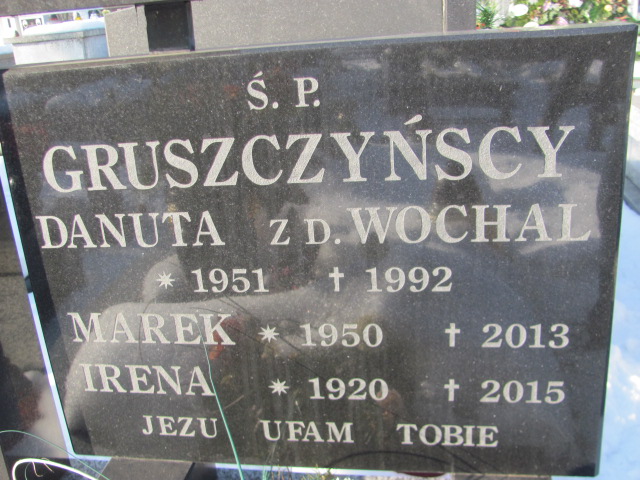 Ś. P.
GRUSZCZYŃSCY
DANUTA Z D. WOCHAL
* 1951 † 1992
MAREK * 1950 † 2013
IRENA * 1920 † 2015
JEZU UFAM TOBIE